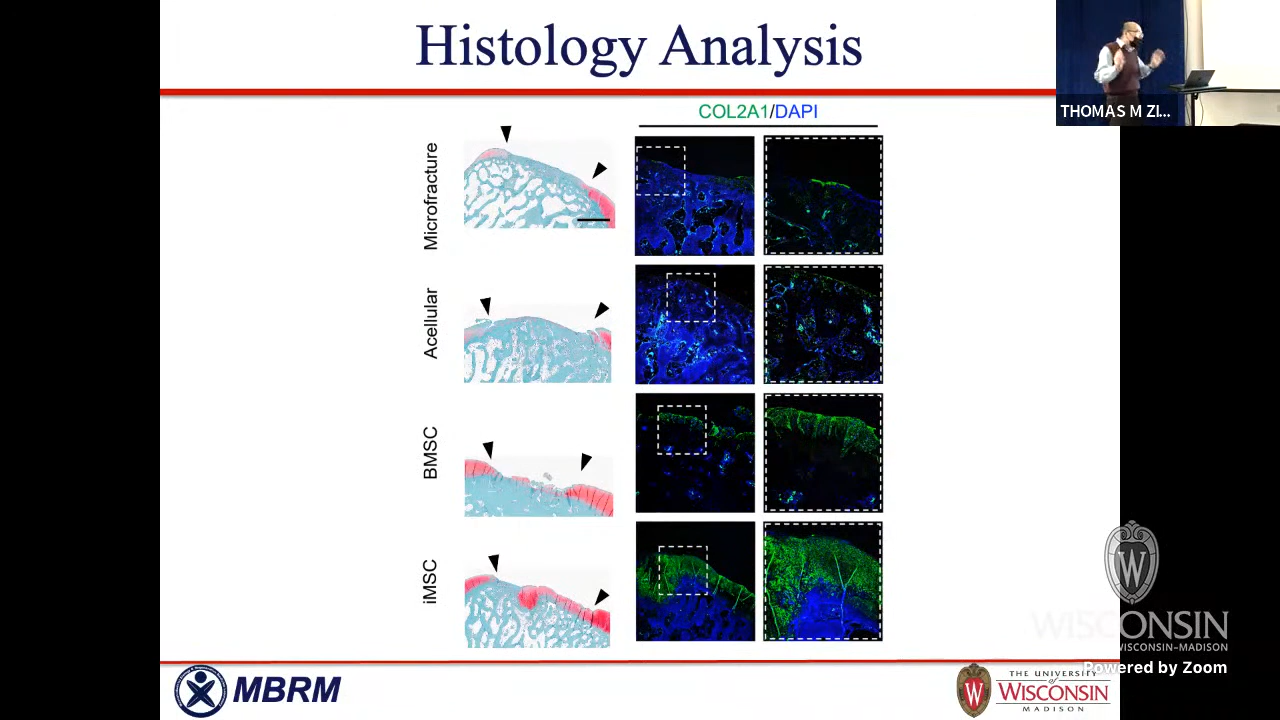 Histology Analysis
THOMAS M ZI...
COL2A1/DAPI
Microfracture
Acellular
BMSC
iMSC
W
WISCONSIN
WISCONSIN-MADISON
Powered by Zoom
MBRM
W
THE UNIVERSITY
of
WISCONSIN
MADISON